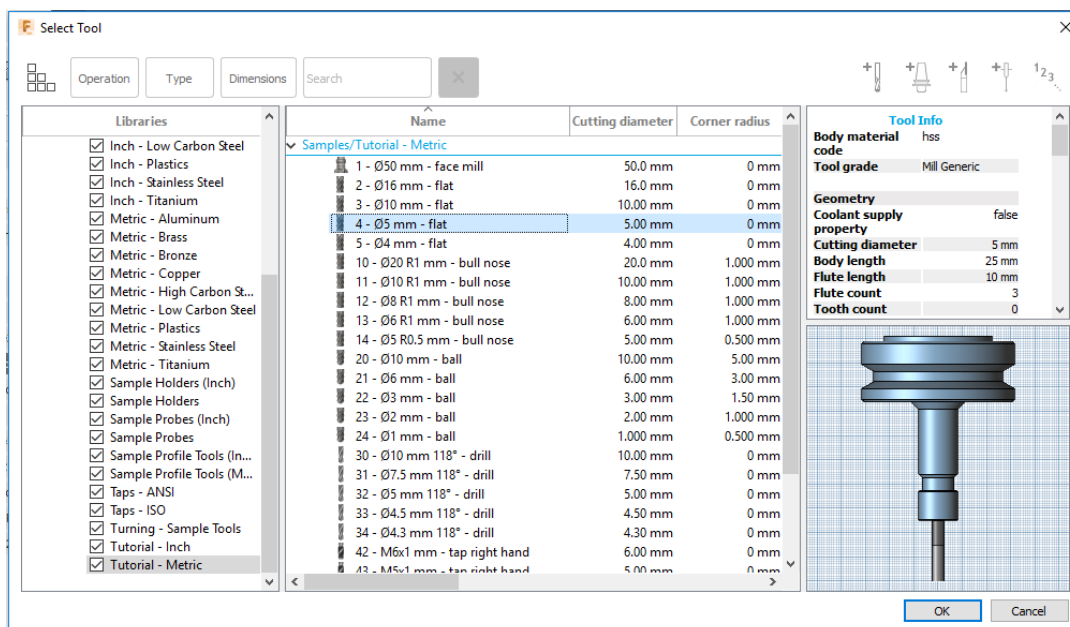 Select Tool
Operation Type Dimensions Search
Libraries
Inch - Low Carbon Steel
Inch - Plastics
Inch - Stainless Steel
Inch - Titanium
Metric - Aluminum
Metric - Brass
Metric - Bronze
Metric - Copper
Metric - High Carbon St...
Metric - Low Carbon Steel
Metric - Plastics
Metric - Stainless Steel
Metric - Titanium
Sample Holders (Inch)
Sample Holders
Sample Probes (Inch)
Sample Probes
Sample Profile Tools (In...
Sample Profile Tools (M...
Taps - ANSI
Taps - ISO
Turning - Sample Tools
Tutorial - Inch
Tutorial - Metric
Name Cutting diameter Corner radius
Samples/Tutorial - Metric
1 - Ø50 mm - face mill 50.0 mm 0 mm
2 - Ø16 mm - flat 16.0 mm 0 mm
3 - Ø10 mm - flat 10.00 mm 0 mm
4 - Ø5 mm - flat 5.00 mm 0 mm
5 - Ø4 mm - flat 4.00 mm 0 mm
10 - Ø20 R1 mm - bull nose 20.0 mm 1.000 mm
11 - Ø10 R1 mm - bull nose 10.00 mm 1.000 mm
12 - Ø8 R1 mm - bull nose 8.00 mm 1.000 mm
13 - Ø6 R1 mm - bull nose 6.00 mm 1.000 mm
14 - Ø5 R0.5 mm - bull nose 5.00 mm 0.500 mm
20 - Ø10 mm - ball 10.00 mm 5.00 mm
21 - Ø6 mm - ball 6.00 mm 3.00 mm
22 - Ø3 mm - ball 3.00 mm 1.50 mm
23 - Ø2 mm - ball 2.00 mm 1.000 mm
24 - Ø1 mm - ball 1.000 mm 0.500 mm
30 - Ø10 mm 118° - drill 10.00 mm 0 mm
31 - Ø7.5 mm 118° - drill 7.50 mm 0 mm
32 - Ø5 mm 118° - drill 5.00 mm 0 mm
33 - Ø4.5 mm 118° - drill 4.50 mm 0 mm
34 - Ø4.3 mm 118° - drill 4.30 mm 0 mm
42 - M6x1 mm - tap right hand 6.00 mm 0 mm
43 - M5x1 mm - tap right hand 5.00 mm 0 mm
1 2 3
Tool Info
Body material code hss
Tool grade Mill Generic
Geometry
Coolant supply property false
Cutting diameter 5 mm
Body length 25 mm
Flute length 10 mm
Flute count 3
Tooth count 0
OK Cancel